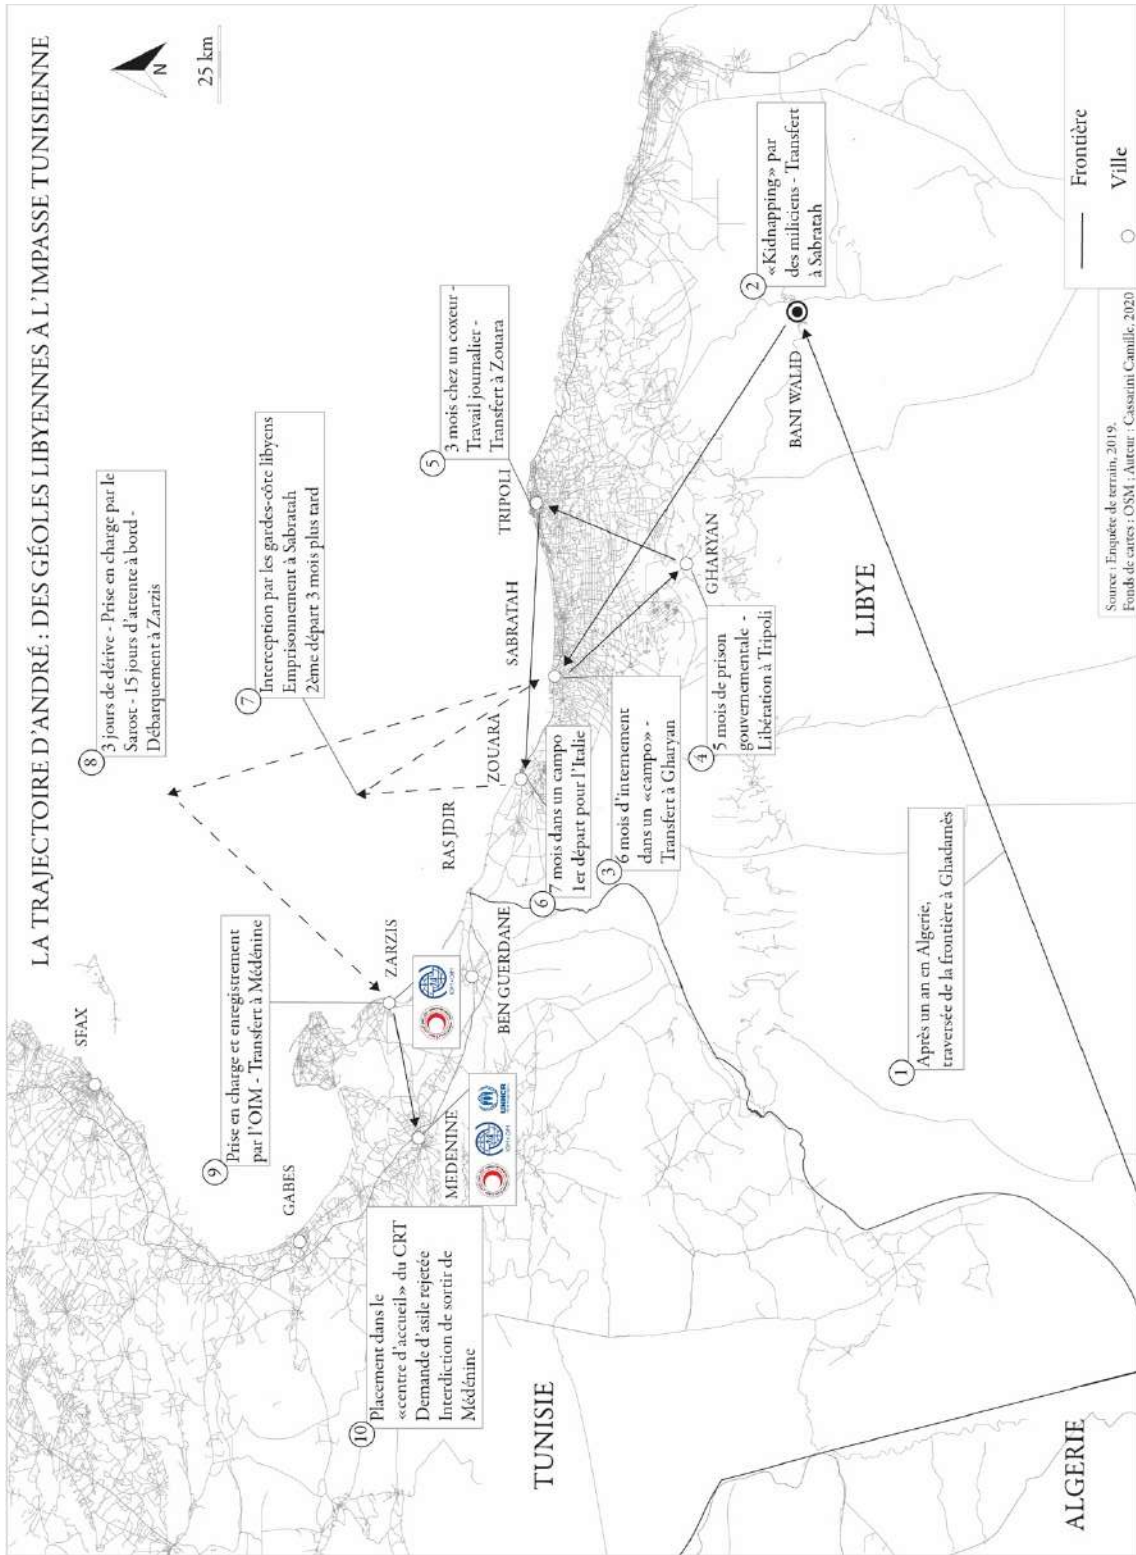 LA TRAJECTOIRE D'ANDRÉ : DES GÉOLES LIBYENNES À L'IMPASSE TUNISIENNE
N
25 km
SFAX
GABES
ZARZIS
MEDENINE
BEN GUERDANE
RAS JDIR
ZOUARA
SABRATAH
TRIPOLI
GHARYAN
BANI WALID
TUNISIE
LIBYE
ALGERIE
1
Après un an en Algérie,
traversée de la frontière à Ghadamès
2
«Kidnapping» par
des miliciens - Transfert
à Sabratah
3
6 mois d'internement
dans un «campo» -
Transfert à Gharyan
4
5 mois de prison
gouvernementale -
Libération à Tripoli
5
3 mois chez un coxeur -
Travail journalier -
Transfert à Zouara
6
7 mois dans un campo
1er départ pour l'Italie
7
Interception par les gardes-côte libyens
Emprisonnement à Sabratah
2ème départ 3 mois plus tard
8
3 jours de dérive - Prise en charge par le
Sarost - 15 jours d'attente à bord -
Débarquement à Zarzis
9
Prise en charge et enregistrement
par l'OIM - Transfert à Médénine
10
Placement dans le
«centre d'accueil» du CRT
Demande d'asile rejetée
Interdiction de sortir de
Médénine
IOM • OIM
IOM • OIM
UNHCR
Frontière
Ville
Source : Enquête de terrain, 2019.
Fonds de cartes : OSM ; Auteur : Cassarini Camille, 2020